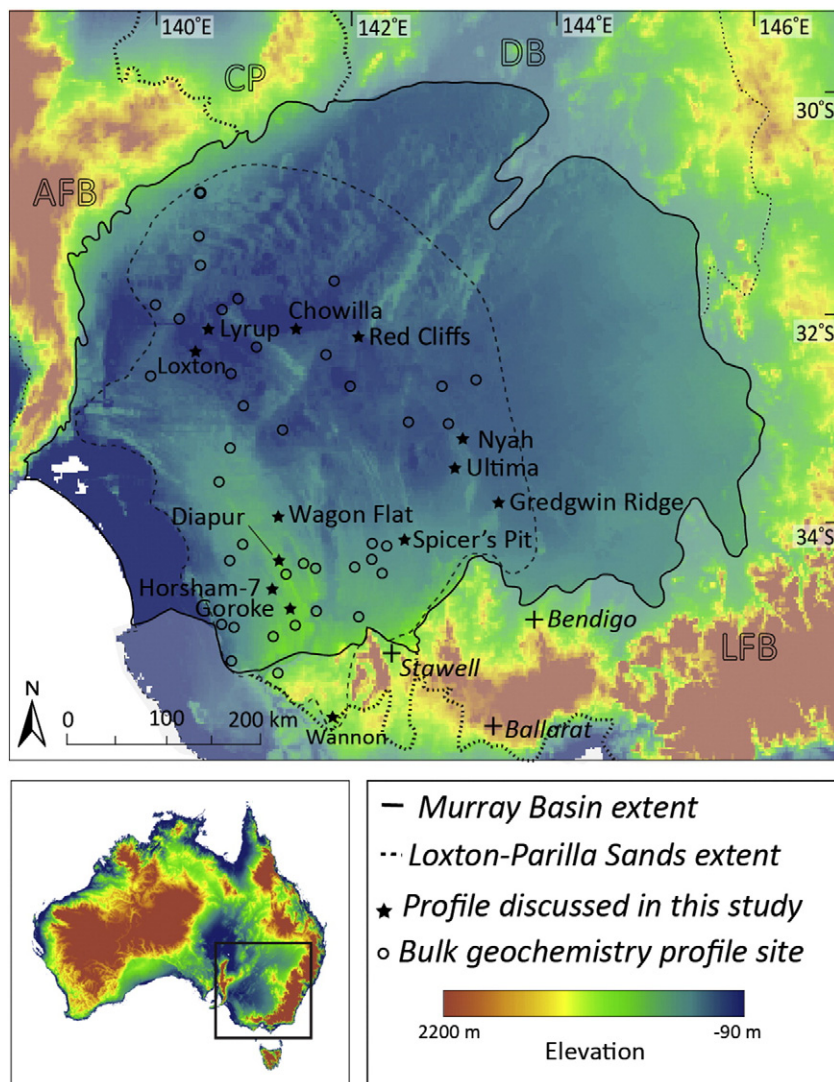 140°E
142°E
144°E
146°E
CP
DB
30°S
AFB
Chowilla
Lyrup
Red Cliffs
32°S
Loxton
Nyah
Ultima
Gredgwin Ridge
Diapur
Wagon Flat
Spicer's Pit
34°S
Horsham-7
Goroke
Bendigo
LFB
Stawell
N
0 100 200 km
Wannon
Ballarat
Murray Basin extent
Loxton-Parilla Sands extent
Profile discussed in this study
Bulk geochemistry profile site
2200 m -90 m
Elevation